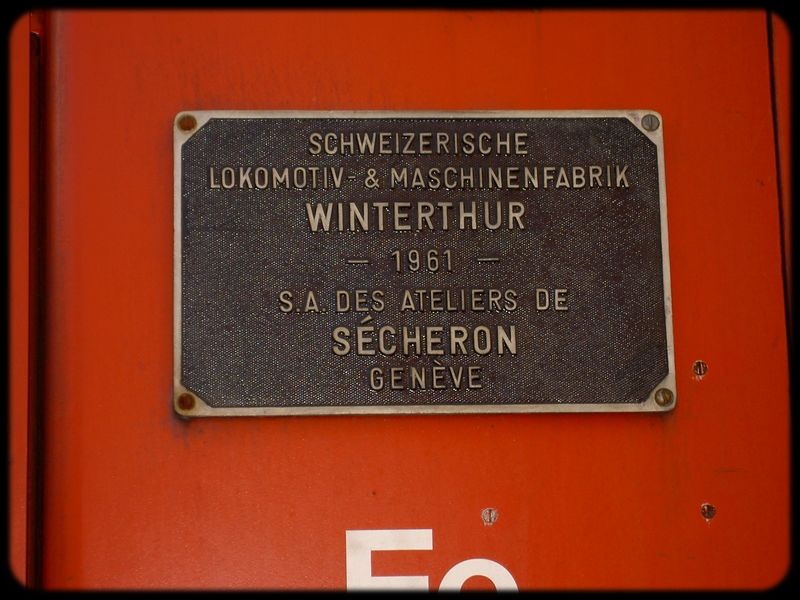 SCHWEIZERISCHE
LOKOMOTIV- & MASCHINENFABRIK
WINTERTHUR
— 1961 —
S.A. DES ATELIERS DE
SÉCHERON
GENÈVE